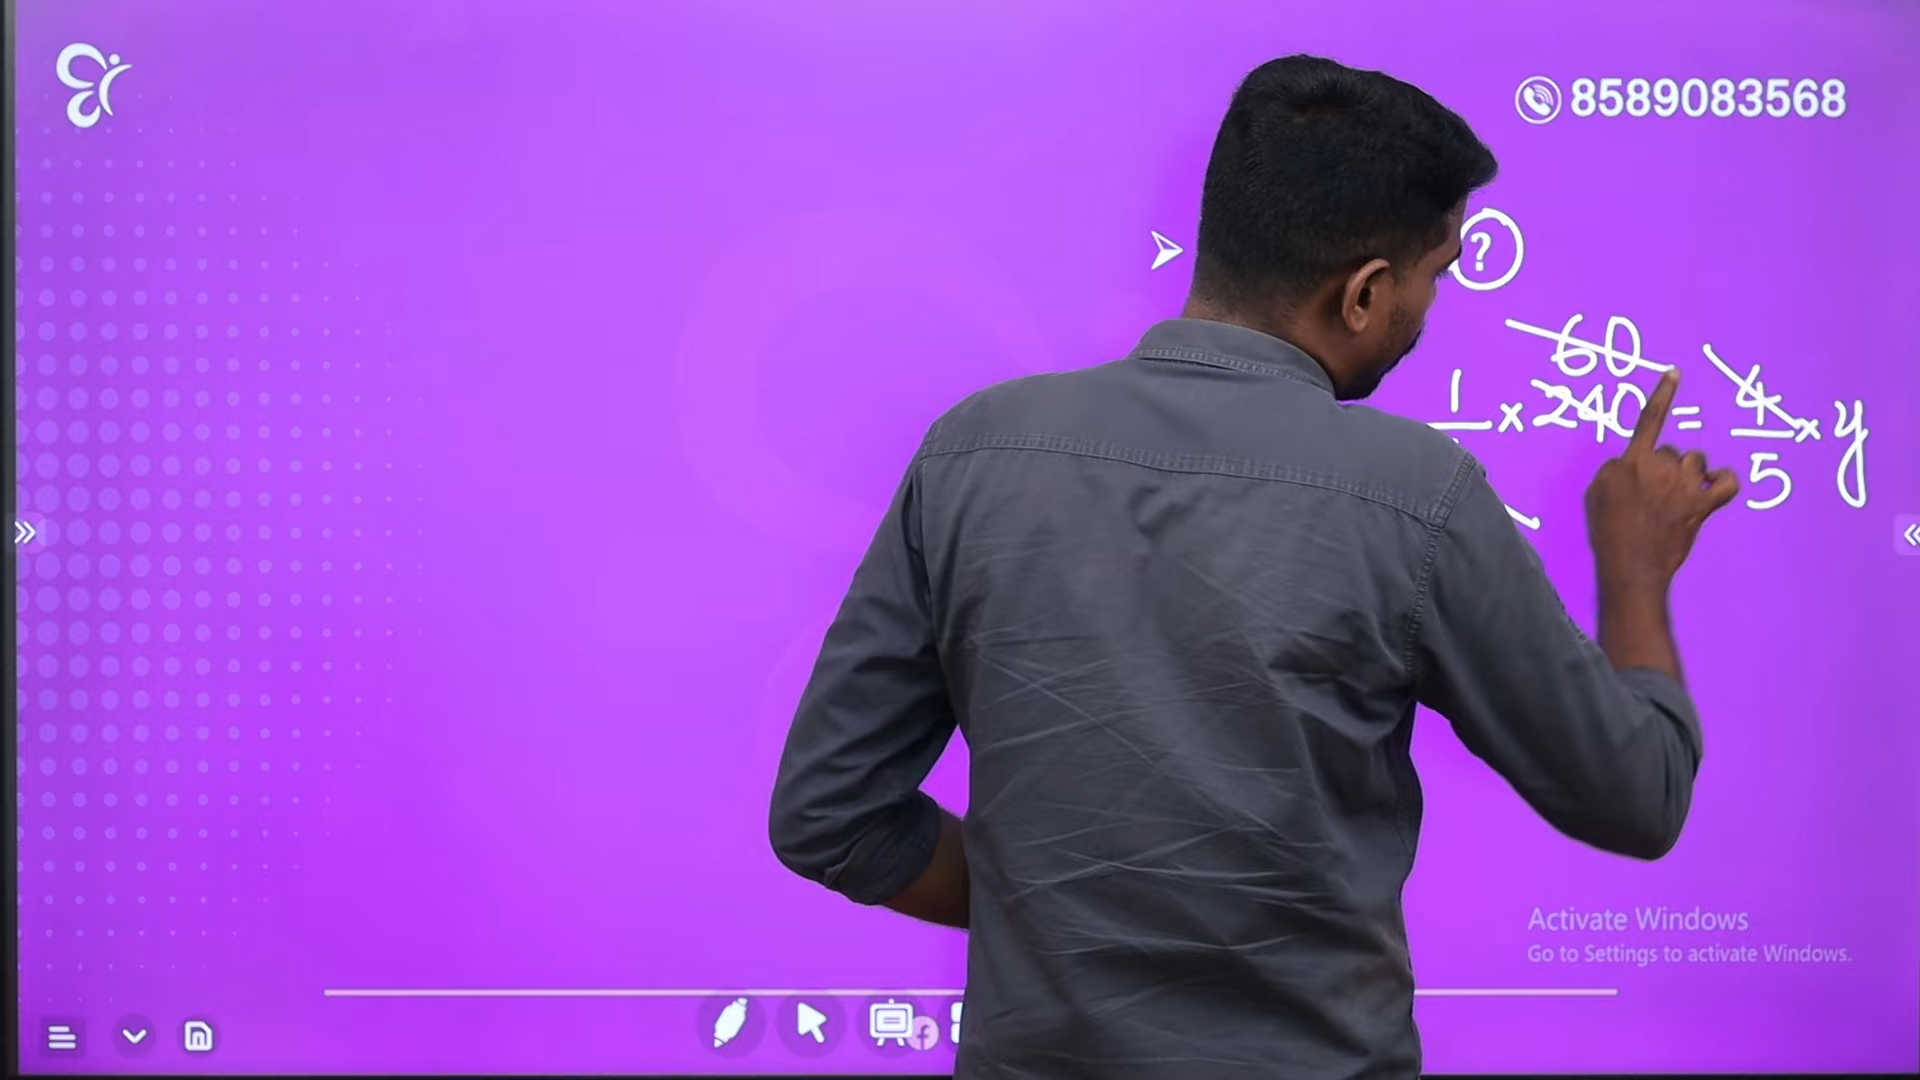 8589083568
?
60
1 × 240 = 4/5 × y
Activate Windows
Go to Settings to activate Windows.